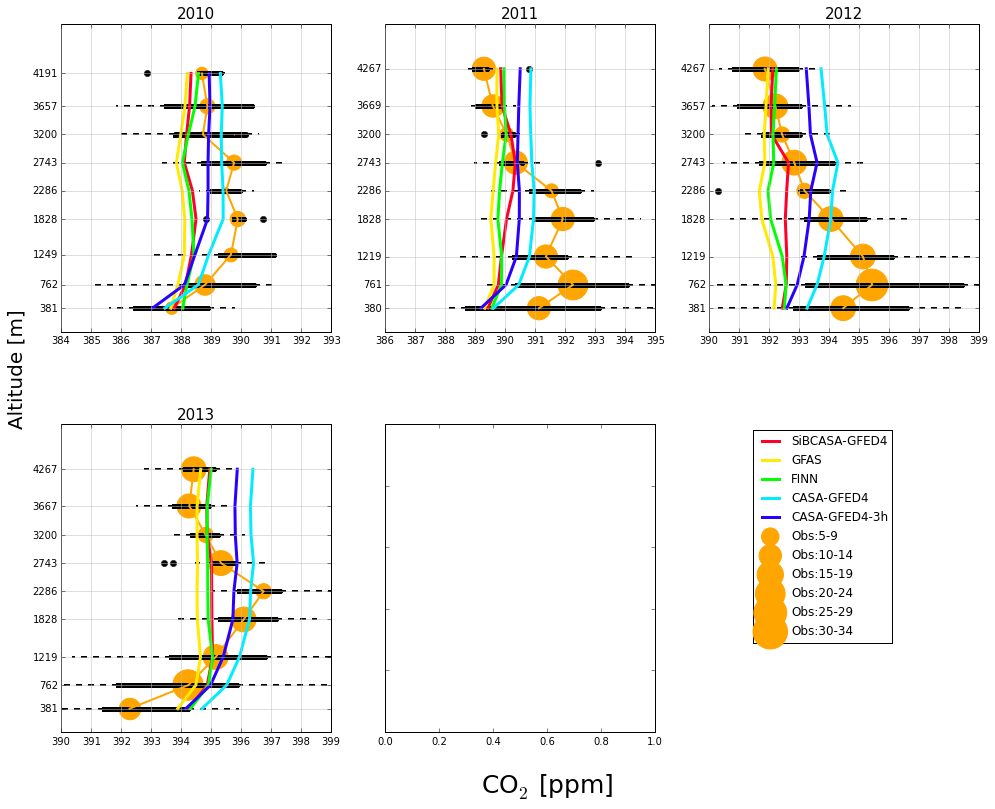 2010
4191
3657
3200
2743
2286
1828
1249
762
381
384 385 386 387 388 389 390 391 392 393
2011
4267
3669
3200
2743
2286
1828
1219
762
380
386 387 388 389 390 391 392 393 394 395
2012
4267
3657
3200
2743
2286
1828
1219
762
381
390 391 392 393 394 395 396 397 398 399
Altitude [m]
2013
4267
3667
3200
2743
2286
1828
1219
762
381
390 391 392 393 394 395 396 397 398 399
0.0 0.2 0.4 0.6 0.8 1.0
SiBCASA-GFED4
GFAS
FINN
CASA-GFED4
CASA-GFED4-3h
Obs:5-9
Obs:10-14
Obs:15-19
Obs:20-24
Obs:25-29
Obs:30-34
CO₂ [ppm]